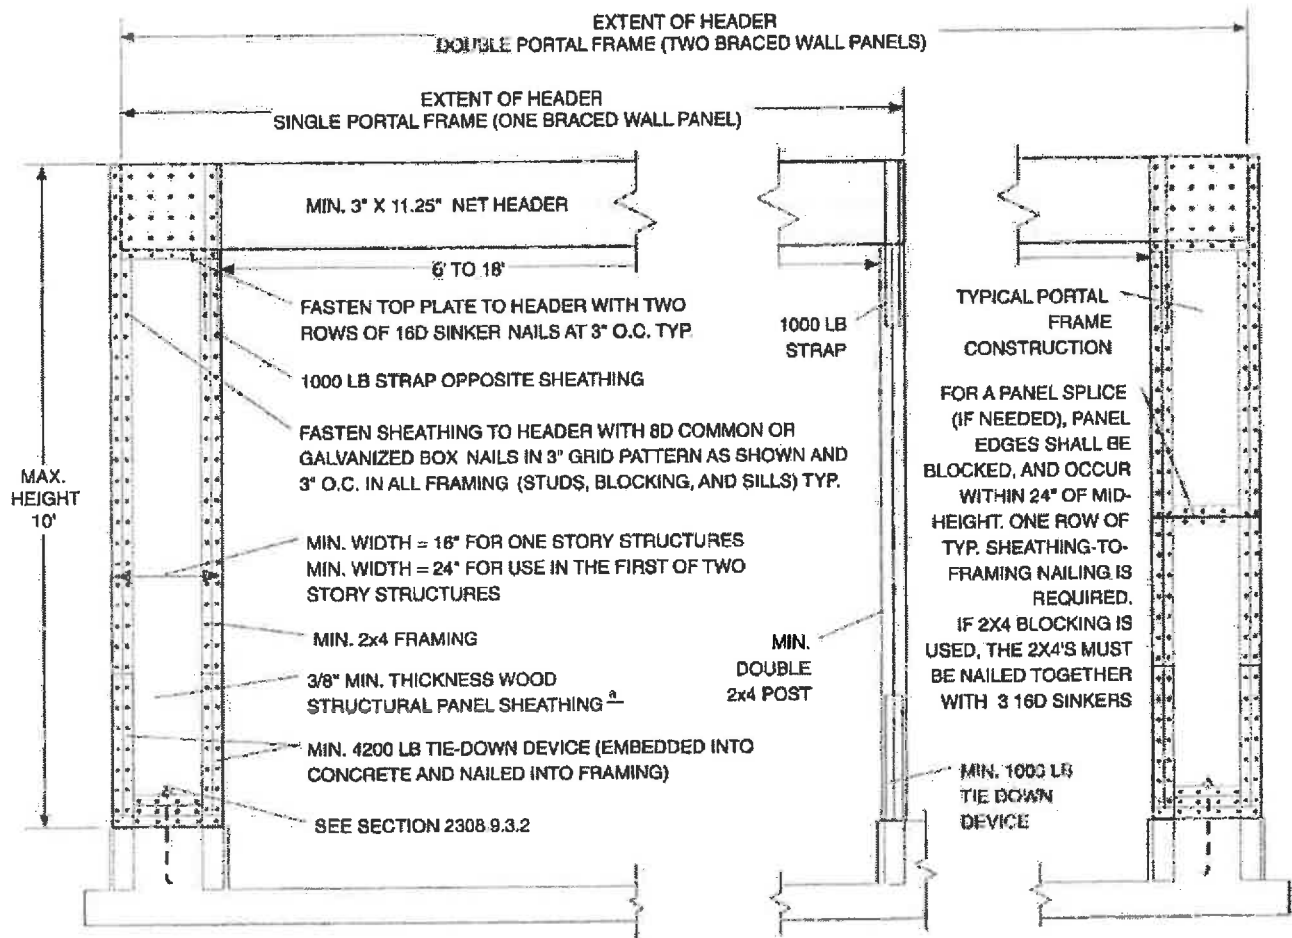 EXTENT OF HEADER
DOUBLE PORTAL FRAME (TWO BRACED WALL PANELS)
EXTENT OF HEADER
SINGLE PORTAL FRAME (ONE BRACED WALL PANEL)
MIN. 3" X 11.25" NET HEADER
6' TO 18'
FASTEN TOP PLATE TO HEADER WITH TWO
ROWS OF 16D SINKER NAILS AT 3" O.C. TYP.
1000 LB STRAP OPPOSITE SHEATHING
FASTEN SHEATHING TO HEADER WITH 8D COMMON OR
GALVANIZED BOX NAILS IN 3" GRID PATTERN AS SHOWN AND
3" O.C. IN ALL FRAMING (STUDS, BLOCKING, AND SILLS) TYP.
MAX.
HEIGHT
10'
MIN. WIDTH = 16" FOR ONE STORY STRUCTURES
MIN. WIDTH = 24" FOR USE IN THE FIRST OF TWO
STORY STRUCTURES
MIN. 2x4 FRAMING
3/8" MIN. THICKNESS WOOD
STRUCTURAL PANEL SHEATHING a
MIN. 4200 LB TIE-DOWN DEVICE (EMBEDDED INTO
CONCRETE AND NAILED INTO FRAMING)
SEE SECTION 2308.9.3.2
1000 LB
STRAP
MIN.
DOUBLE
2x4 POST
MIN. 1000 LB
TIE DOWN
DEVICE
TYPICAL PORTAL
FRAME
CONSTRUCTION
FOR A PANEL SPLICE
(IF NEEDED), PANEL
EDGES SHALL BE
BLOCKED, AND OCCUR
WITHIN 24" OF MID-
HEIGHT. ONE ROW OF
TYP. SHEATHING-TO-
FRAMING NAILING IS
REQUIRED.
IF 2X4 BLOCKING IS
USED, THE 2X4'S MUST
BE NAILED TOGETHER
WITH 3 16D SINKERS